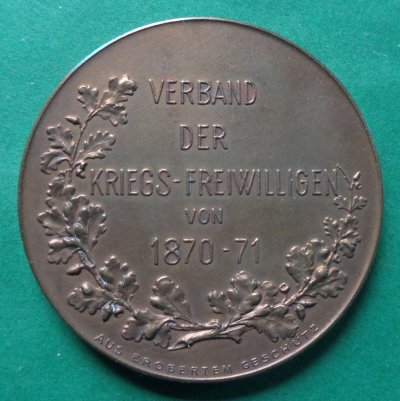 VERBAND
DER
KRIEGS-FREIWILLIGEN
VON
1870-71
AUS EROBERTEM GESCHÜTZ